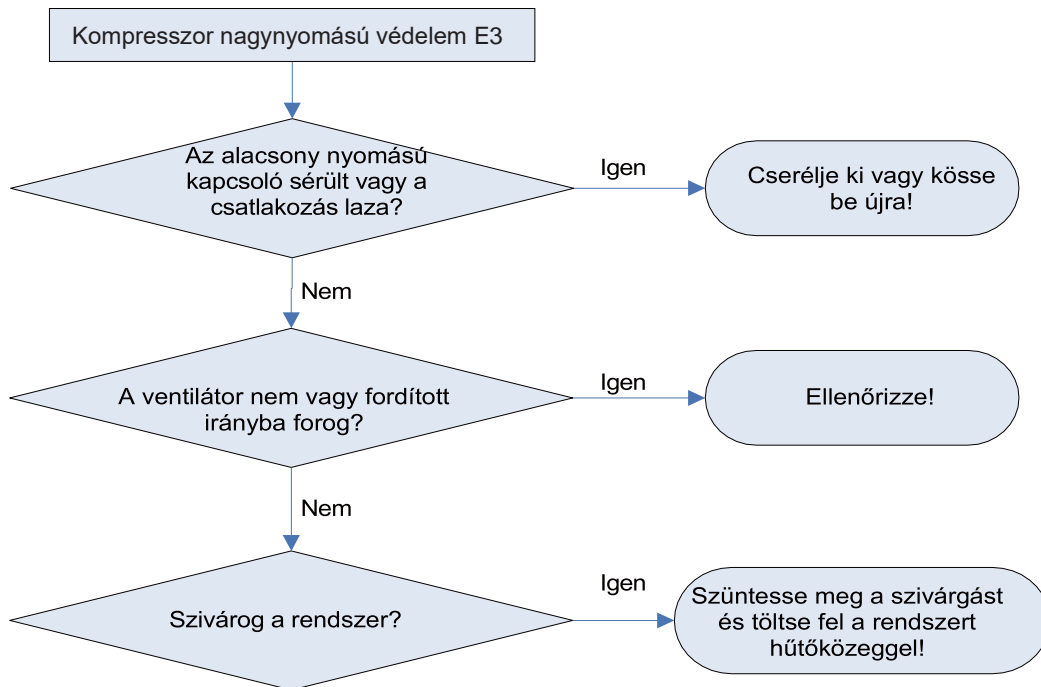 Kompresszor nagynyomású védelem E3
Az alacsony nyomású
kapcsoló sérült vagy a
csatlakozás laza?
Igen
Cserélje ki vagy kösse
be újra!
Nem
A ventilátor nem vagy fordított
irányba forog?
Igen
Ellenőrizze!
Nem
Szivárog a rendszer?
Igen
Szüntesse meg a szivárgást
és töltse fel a rendszert
hűtőközeggel!